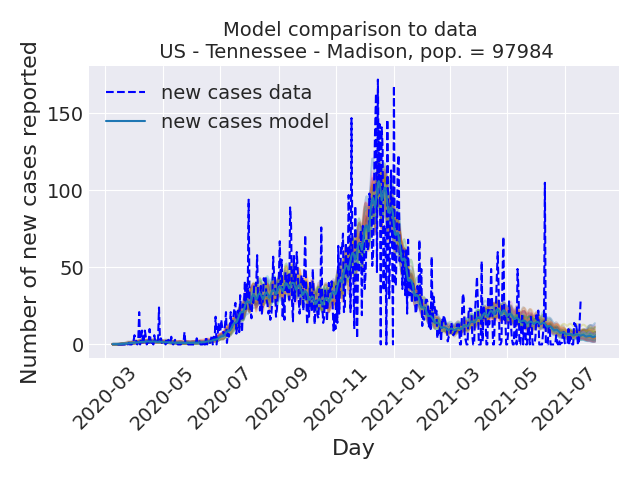 Model comparison to data
US - Tennessee - Madison, pop. = 97984
Number of new cases reported
new cases data
new cases model
150
100
50
0
2020-03
2020-05
2020-07
2020-09
2020-11
2021-01
2021-03
2021-05
2021-07
Day